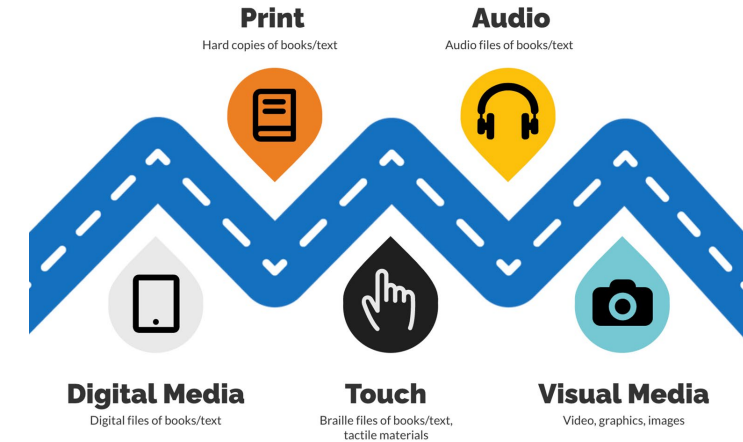 Print
Hard copies of books/text
Audio
Audio files of books/text
Digital Media
Digital files of books/text
Touch
Braille files of books/text,
tactile materials
Visual Media
Video, graphics, images